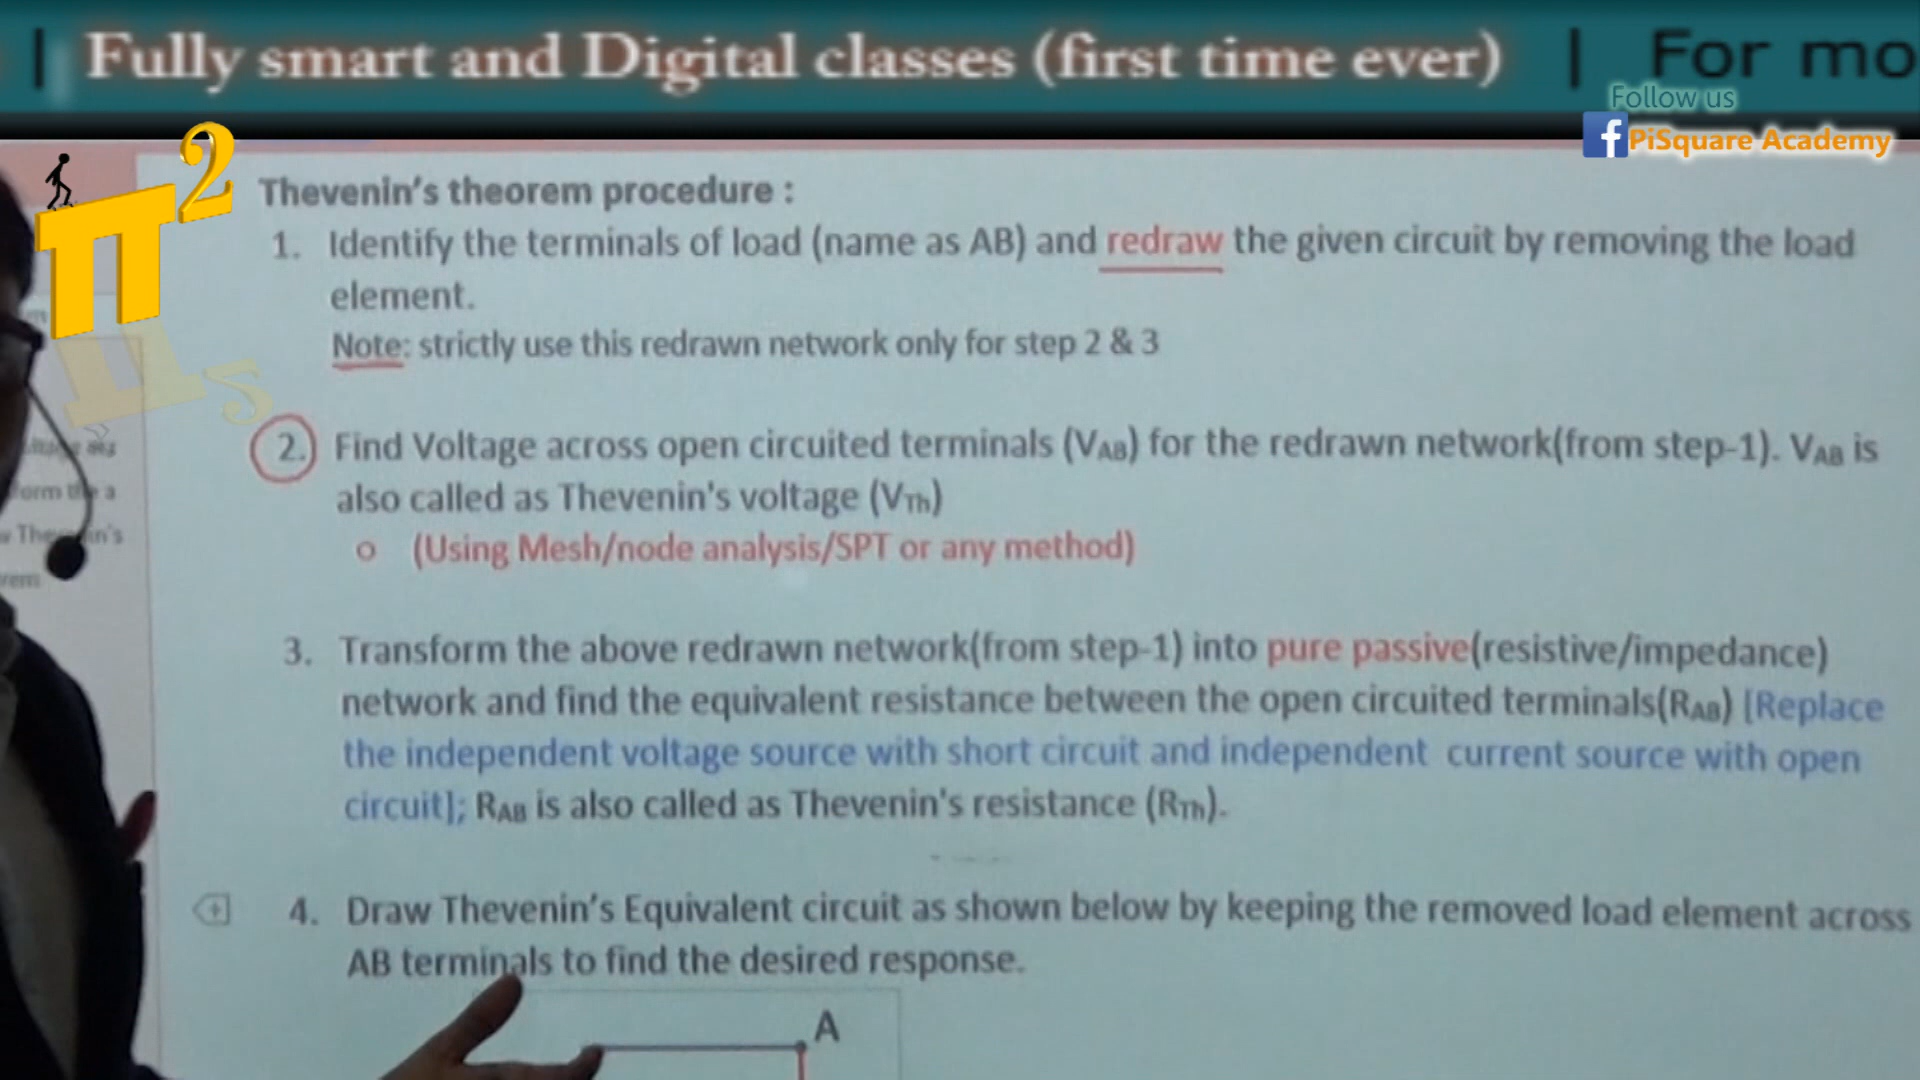 | Fully smart and Digital classes (first time ever) | For mo
Follow us
f PiSquare Academy
π2
Thevenin's theorem procedure :
1. Identify the terminals of load (name as AB) and redraw the given circuit by removing the load
element.
Note: strictly use this redrawn network only for step 2 & 3
2. Find Voltage across open circuited terminals (VAB) for the redrawn network(from step-1). VAB is
also called as Thevenin's voltage (VTh)
o (Using Mesh/node analysis/SPT or any method)
3. Transform the above redrawn network(from step-1) into pure passive(resistive/impedance)
network and find the equivalent resistance between the open circuited terminals(RAB) [Replace
the independent voltage source with short circuit and independent current source with open
circuit]; RAB is also called as Thevenin's resistance (RTh).
4. Draw Thevenin's Equivalent circuit as shown below by keeping the removed load element across
AB terminals to find the desired response.
A